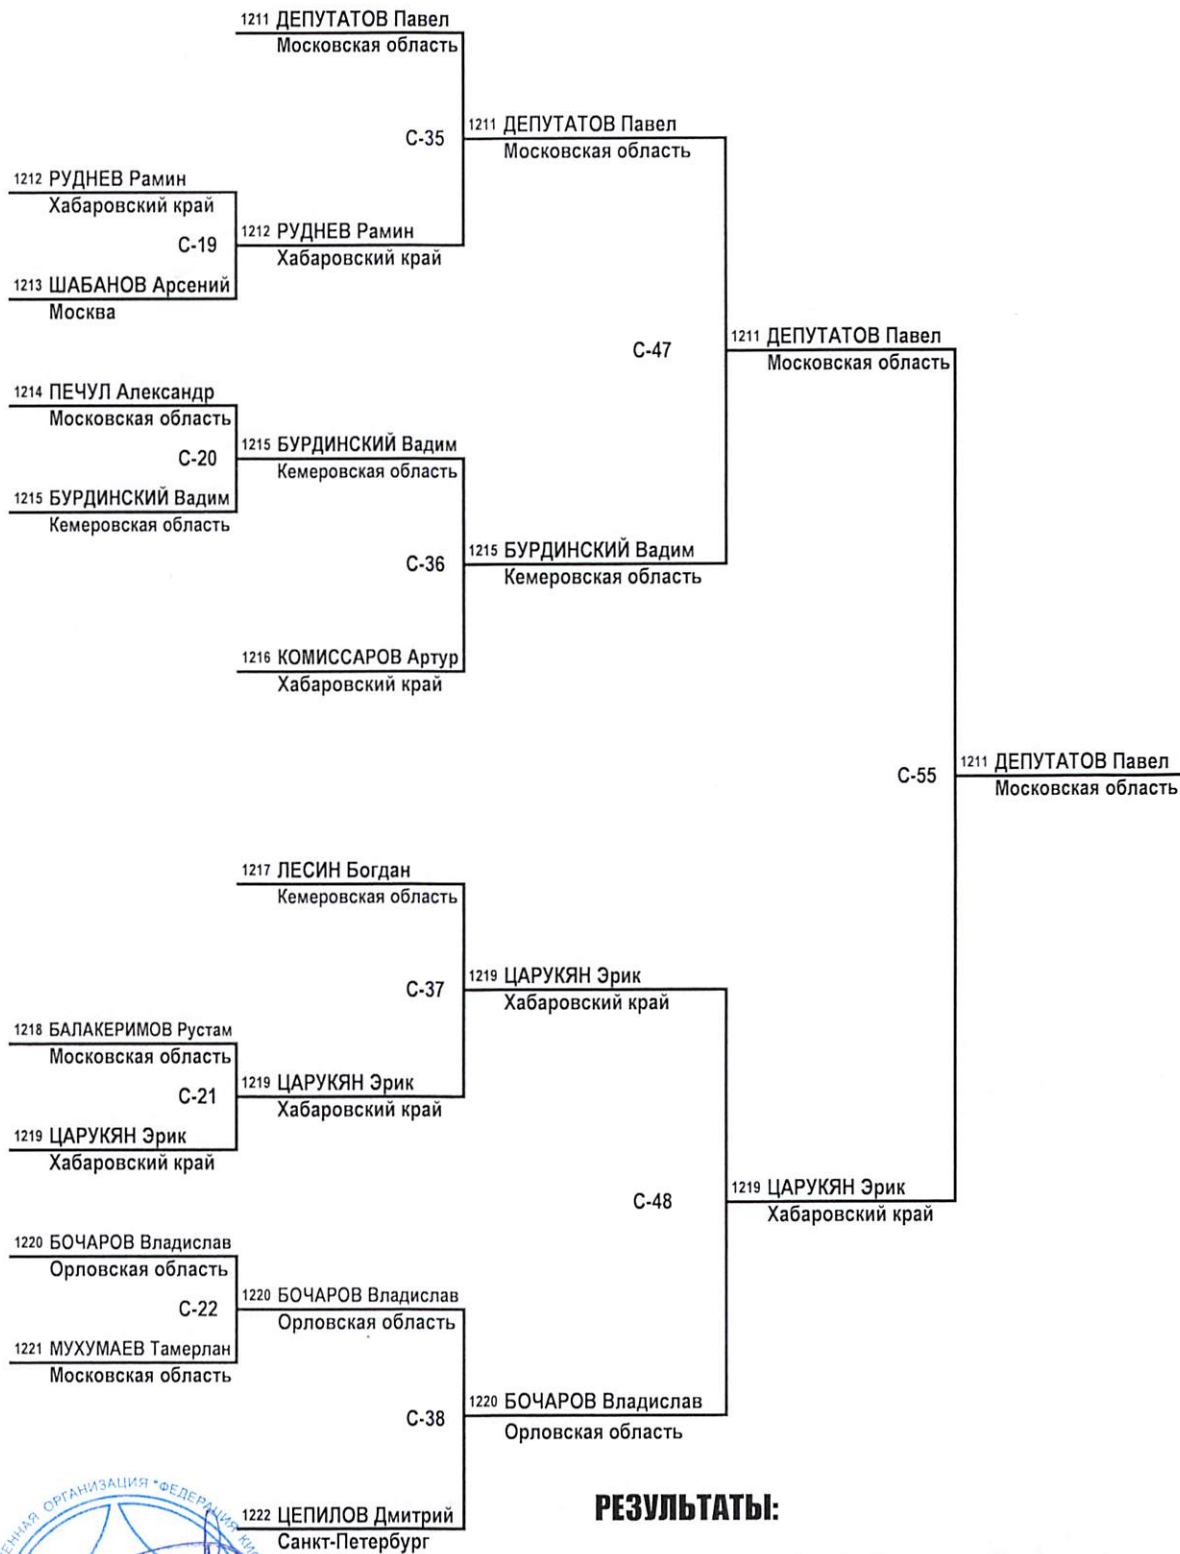 1211 ДЕПУТАТОВ Павел
Московская область
С-35
1211 ДЕПУТАТОВ Павел
Московская область
1212 РУДНЕВ Рамин
Хабаровский край
С-19
1212 РУДНЕВ Рамин
Хабаровский край
1213 ШАБАНОВ Арсений
Москва
С-47
1211 ДЕПУТАТОВ Павел
Московская область
1214 ПЕЧУЛ Александр
Московская область
С-20
1215 БУРДИНСКИЙ Вадим
Кемеровская область
1215 БУРДИНСКИЙ Вадим
Кемеровская область
С-36
1215 БУРДИНСКИЙ Вадим
Кемеровская область
1216 КОМИССАРОВ Артур
Хабаровский край
С-55
1211 ДЕПУТАТОВ Павел
Московская область
1217 ЛЕСИН Богдан
Кемеровская область
С-37
1219 ЦАРУКЯН Эрик
Хабаровский край
1218 БАЛАКЕРИМОВ Рустам
Московская область
С-21
1219 ЦАРУКЯН Эрик
Хабаровский край
1219 ЦАРУКЯН Эрик
Хабаровский край
С-48
1219 ЦАРУКЯН Эрик
Хабаровский край
1220 БОЧАРОВ Владислав
Орловская область
С-22
1220 БОЧАРОВ Владислав
Орловская область
1221 МУХУМАЕВ Тамерлан
Московская область
С-38
1220 БОЧАРОВ Владислав
Орловская область
1222 ЦЕПИЛОВ Дмитрий
Санкт-Петербург
РЕЗУЛЬТАТЫ:
ОРГАНИЗАЦИЯ "ФЕДЕРАЦИЯ